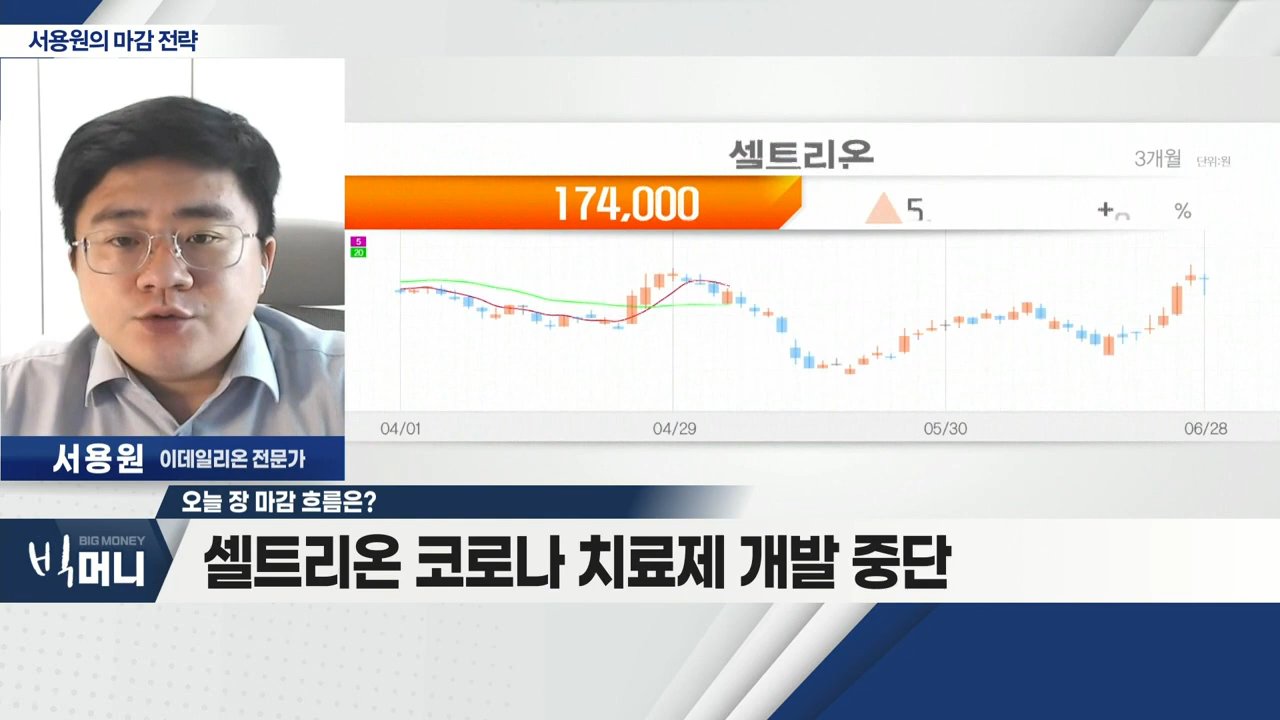 서용원의 마감 전략
셀트리온
3개월 단위:원
174,000
▲ 5
+ %
5
20
04/01 04/29 05/30 06/28
서용원 이데일리온 전문가
오늘 장 마감 흐름은?
BIG MONEY
빅머니
셀트리온 코로나 치료제 개발 중단